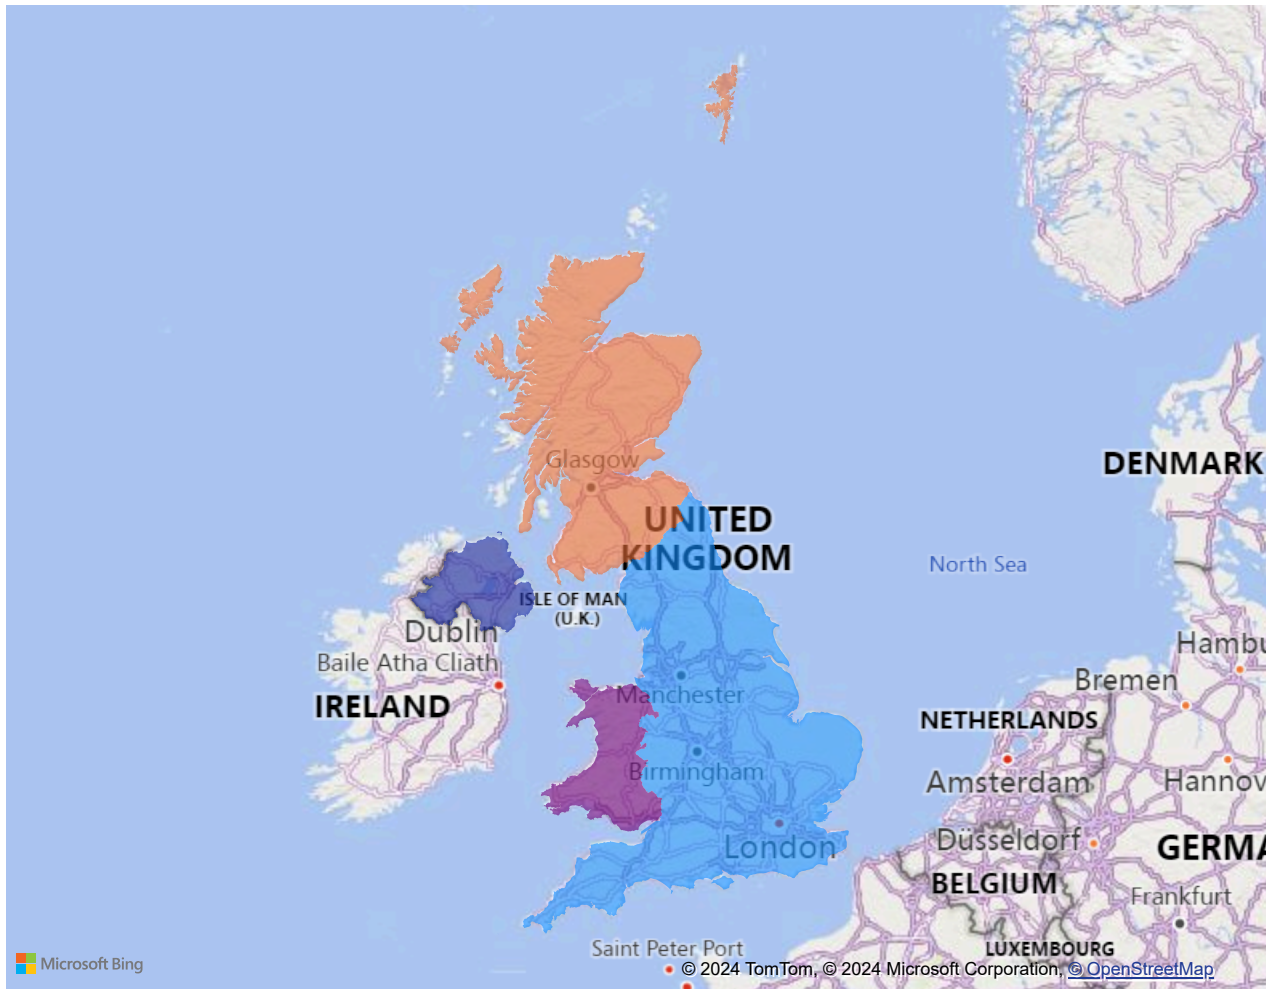 Glasgow
UNITED
KINGDOM
DENMARK
North Sea
ISLE OF MAN
(U.K.)
Dublin
Baile Atha Cliath
IRELAND
Manchester
Birmingham
London
Hambu
Bremen
NETHERLANDS
Amsterdam
Hannov
Düsseldorf
GERMA
BELGIUM
Frankfurt
LUXEMBOURG
Saint Peter Port
Microsoft Bing
© 2024 TomTom, © 2024 Microsoft Corporation, © OpenStreetMap